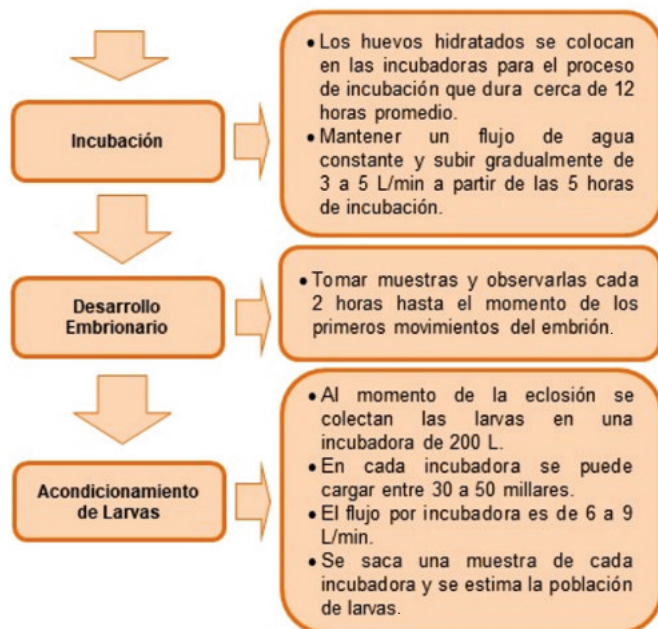 Incubación
• Los huevos hidratados se colocan
en las incubadoras para el proceso
de incubación que dura cerca de 12
horas promedio.
• Mantener un flujo de agua
constante y subir gradualmente de
3 a 5 L/min a partir de las 5 horas
de incubación.
Desarrollo
Embrionario
• Tomar muestras y observarlas cada
2 horas hasta el momento de los
primeros movimientos del embrión.
Acondicionamiento
de Larvas
• Al momento de la eclosión se
colectan las larvas en una
incubadora de 200 L.
• En cada incubadora se puede
cargar entre 30 a 50 millares.
• El flujo por incubadora es de 6 a 9
L/min.
• Se saca una muestra de cada
incubadora y se estima la población
de larvas.